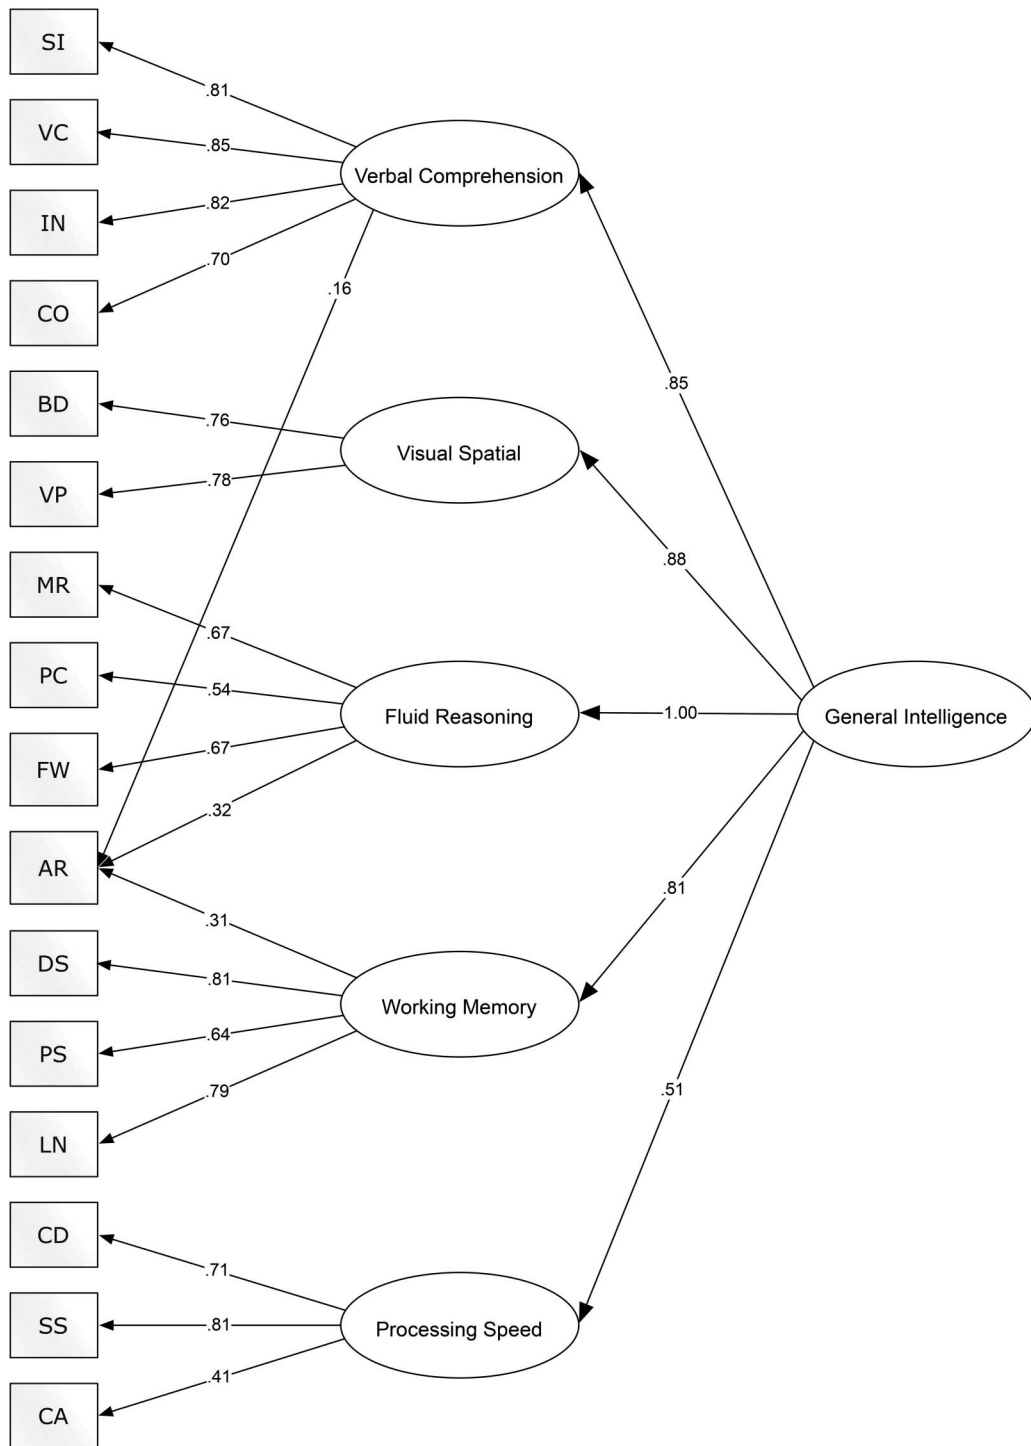 SI
.81
VC
.85
Verbal Comprehension
IN
.82
.70
CO
.16
.85
BD
.76
Visual Spatial
VP
.78
.88
MR
.67
PC
.54
Fluid Reasoning
1.00
General Intelligence
FW
.67
.32
AR
.81
.31
DS
.81
Working Memory
PS
.64
.79
.51
LN
CD
.71
SS
.81
Processing Speed
.41
CA